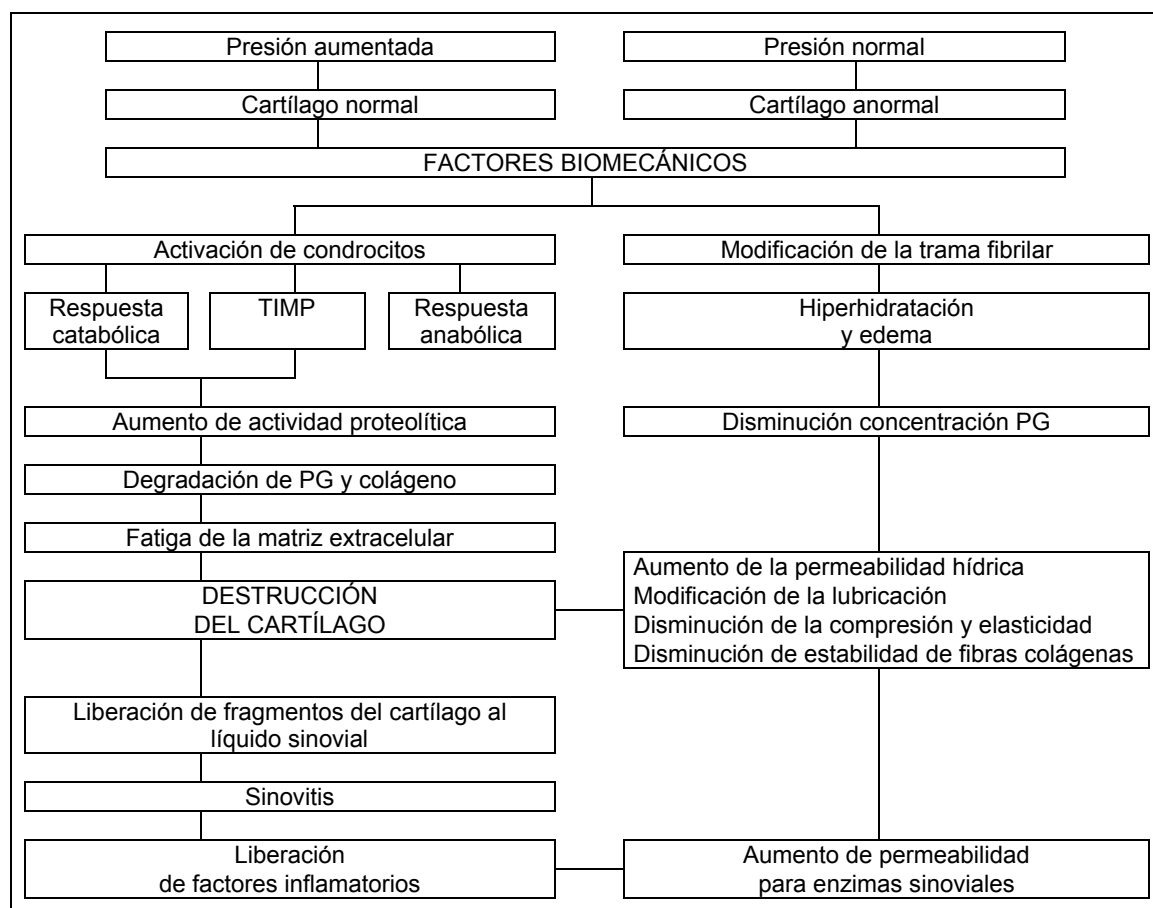 Presión aumentada
Presión normal
Cartílago normal
Cartílago anormal
FACTORES BIOMECÁNICOS
Activación de condrocitos
Modificación de la trama fibrilar
Respuesta
catabólica
TIMP
Respuesta
anabólica
Hiperhidratación
y edema
Aumento de actividad proteolítica
Disminución concentración PG
Degradación de PG y colágeno
Fatiga de la matriz extracelular
DESTRUCCIÓN
DEL CARTÍLAGO
Aumento de la permeabilidad hídrica
Modificación de la lubricación
Disminución de la compresión y elasticidad
Disminución de estabilidad de fibras colágenas
Liberación de fragmentos del cartílago al
líquido sinovial
Sinovitis
Liberación
de factores inflamatorios
Aumento de permeabilidad
para enzimas sinoviales